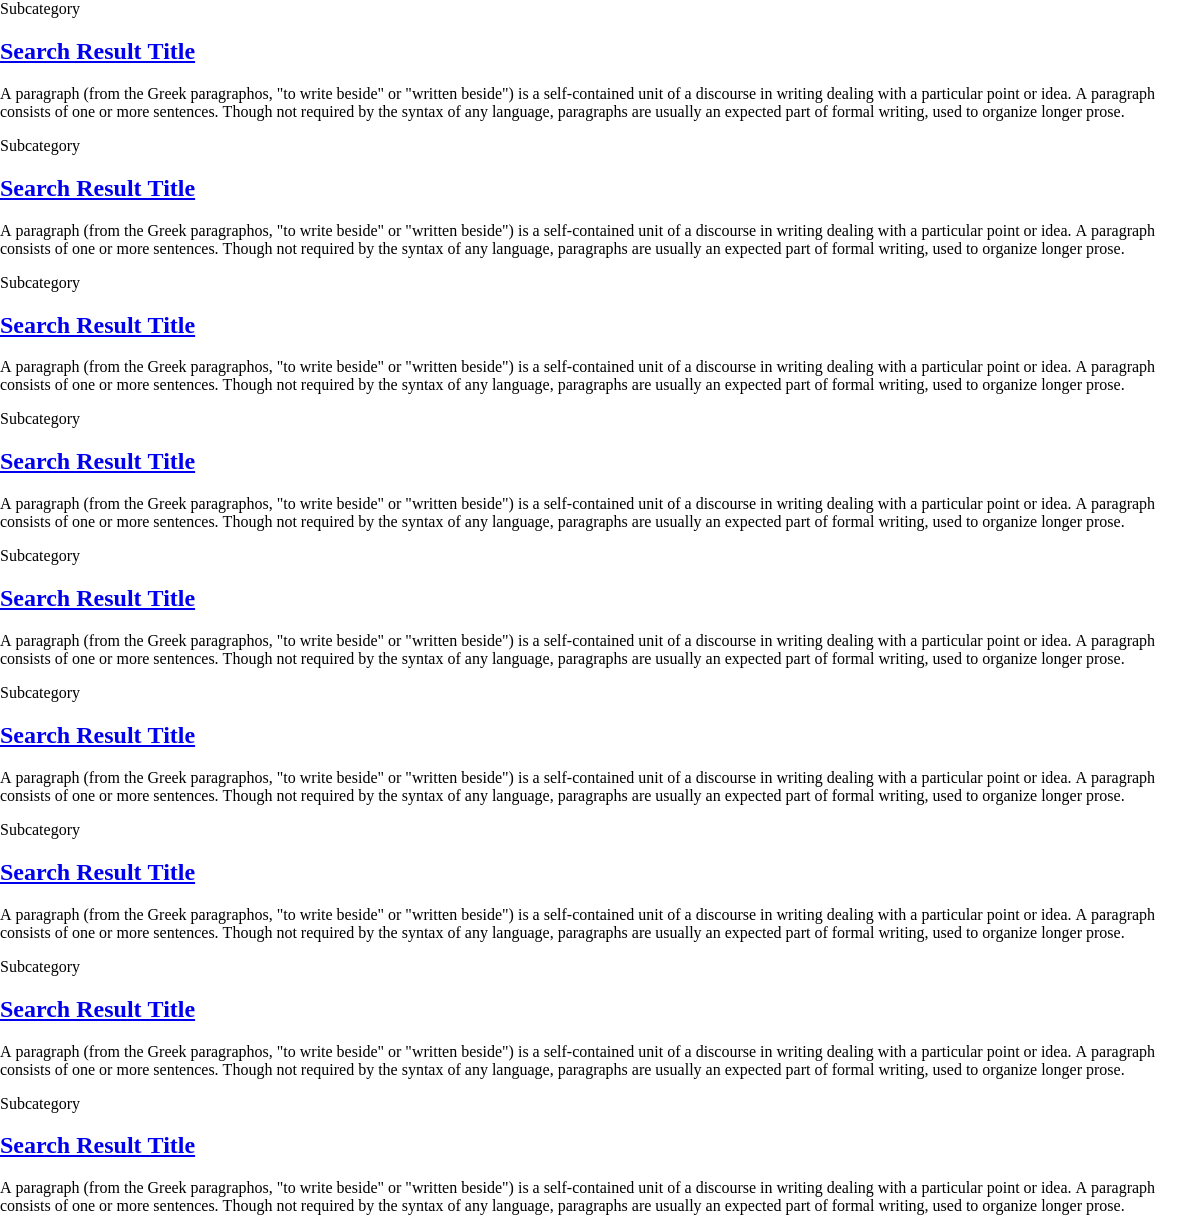 Subcategory
Search Result Title
A paragraph (from the Greek paragraphos, "to write beside" or "written beside") is a self-contained unit of a discourse in writing dealing with a particular point or idea. A paragraph
consists of one or more sentences. Though not required by the syntax of any language, paragraphs are usually an expected part of formal writing, used to organize longer prose.
Subcategory
Search Result Title
A paragraph (from the Greek paragraphos, "to write beside" or "written beside") is a self-contained unit of a discourse in writing dealing with a particular point or idea. A paragraph
consists of one or more sentences. Though not required by the syntax of any language, paragraphs are usually an expected part of formal writing, used to organize longer prose.
Subcategory
Search Result Title
A paragraph (from the Greek paragraphos, "to write beside" or "written beside") is a self-contained unit of a discourse in writing dealing with a particular point or idea. A paragraph
consists of one or more sentences. Though not required by the syntax of any language, paragraphs are usually an expected part of formal writing, used to organize longer prose.
Subcategory
Search Result Title
A paragraph (from the Greek paragraphos, "to write beside" or "written beside") is a self-contained unit of a discourse in writing dealing with a particular point or idea. A paragraph
consists of one or more sentences. Though not required by the syntax of any language, paragraphs are usually an expected part of formal writing, used to organize longer prose.
Subcategory
Search Result Title
A paragraph (from the Greek paragraphos, "to write beside" or "written beside") is a self-contained unit of a discourse in writing dealing with a particular point or idea. A paragraph
consists of one or more sentences. Though not required by the syntax of any language, paragraphs are usually an expected part of formal writing, used to organize longer prose.
Subcategory
Search Result Title
A paragraph (from the Greek paragraphos, "to write beside" or "written beside") is a self-contained unit of a discourse in writing dealing with a particular point or idea. A paragraph
consists of one or more sentences. Though not required by the syntax of any language, paragraphs are usually an expected part of formal writing, used to organize longer prose.
Subcategory
Search Result Title
A paragraph (from the Greek paragraphos, "to write beside" or "written beside") is a self-contained unit of a discourse in writing dealing with a particular point or idea. A paragraph
consists of one or more sentences. Though not required by the syntax of any language, paragraphs are usually an expected part of formal writing, used to organize longer prose.
Subcategory
Search Result Title
A paragraph (from the Greek paragraphos, "to write beside" or "written beside") is a self-contained unit of a discourse in writing dealing with a particular point or idea. A paragraph
consists of one or more sentences. Though not required by the syntax of any language, paragraphs are usually an expected part of formal writing, used to organize longer prose.
Subcategory
Search Result Title
A paragraph (from the Greek paragraphos, "to write beside" or "written beside") is a self-contained unit of a discourse in writing dealing with a particular point or idea. A paragraph
consists of one or more sentences. Though not required by the syntax of any language, paragraphs are usually an expected part of formal writing, used to organize longer prose.